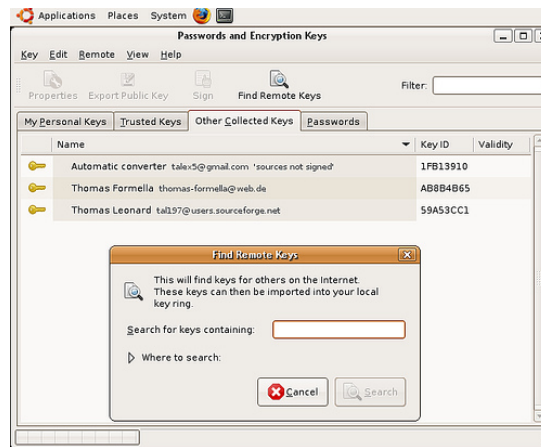 Applications Places System
Passwords and Encryption Keys
Key Edit Remote View Help
Properties Export Public Key Sign Find Remote Keys Filter:
My Personal Keys Trusted Keys Other Collected Keys Passwords
Name Key ID Validity
Automatic converter talex5@gmail.com 'sources not signed' 1FB13910
Thomas Formella thomas-formella@web.de AB8B4B65
Thomas Leonard tal197@users.sourceforge.net 59A53CC1
Find Remote Keys
This will find keys for others on the Internet.
These keys can then be imported into your local
key ring.
Search for keys containing:
Where to search:
Cancel Search